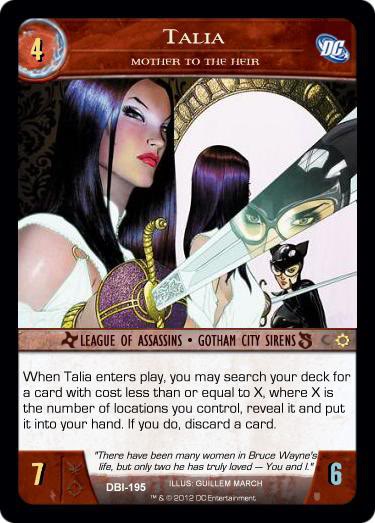 4
TALIA
MOTHER TO THE HEIR
DC
LEAGUE OF ASSASSINS • GOTHAM CITY SIRENS
When Talia enters play, you may search your deck for
a card with cost less than or equal to X, where X is
the number of locations you control, reveal it and put
it into your hand. If you do, discard a card.
"There have been many women in Bruce Wayne's
life, but only two he has truly loved — You and I."
7
6
DBI-195 ILLUS: GUILLEM MARCH
™ & © 2012 DC Entertainment